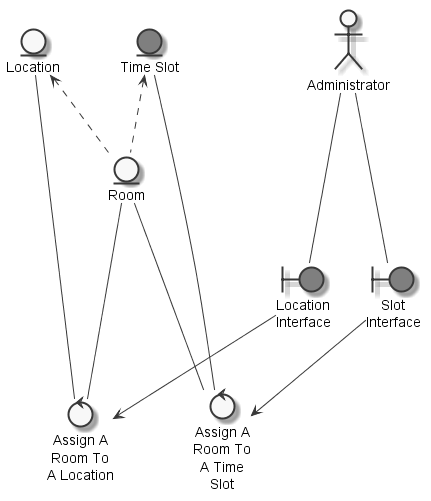 Location
Time Slot
Administrator
Room
Location
Interface
Slot
Interface
Assign A
Room To
A Location
Assign A
Room To
A Time
Slot